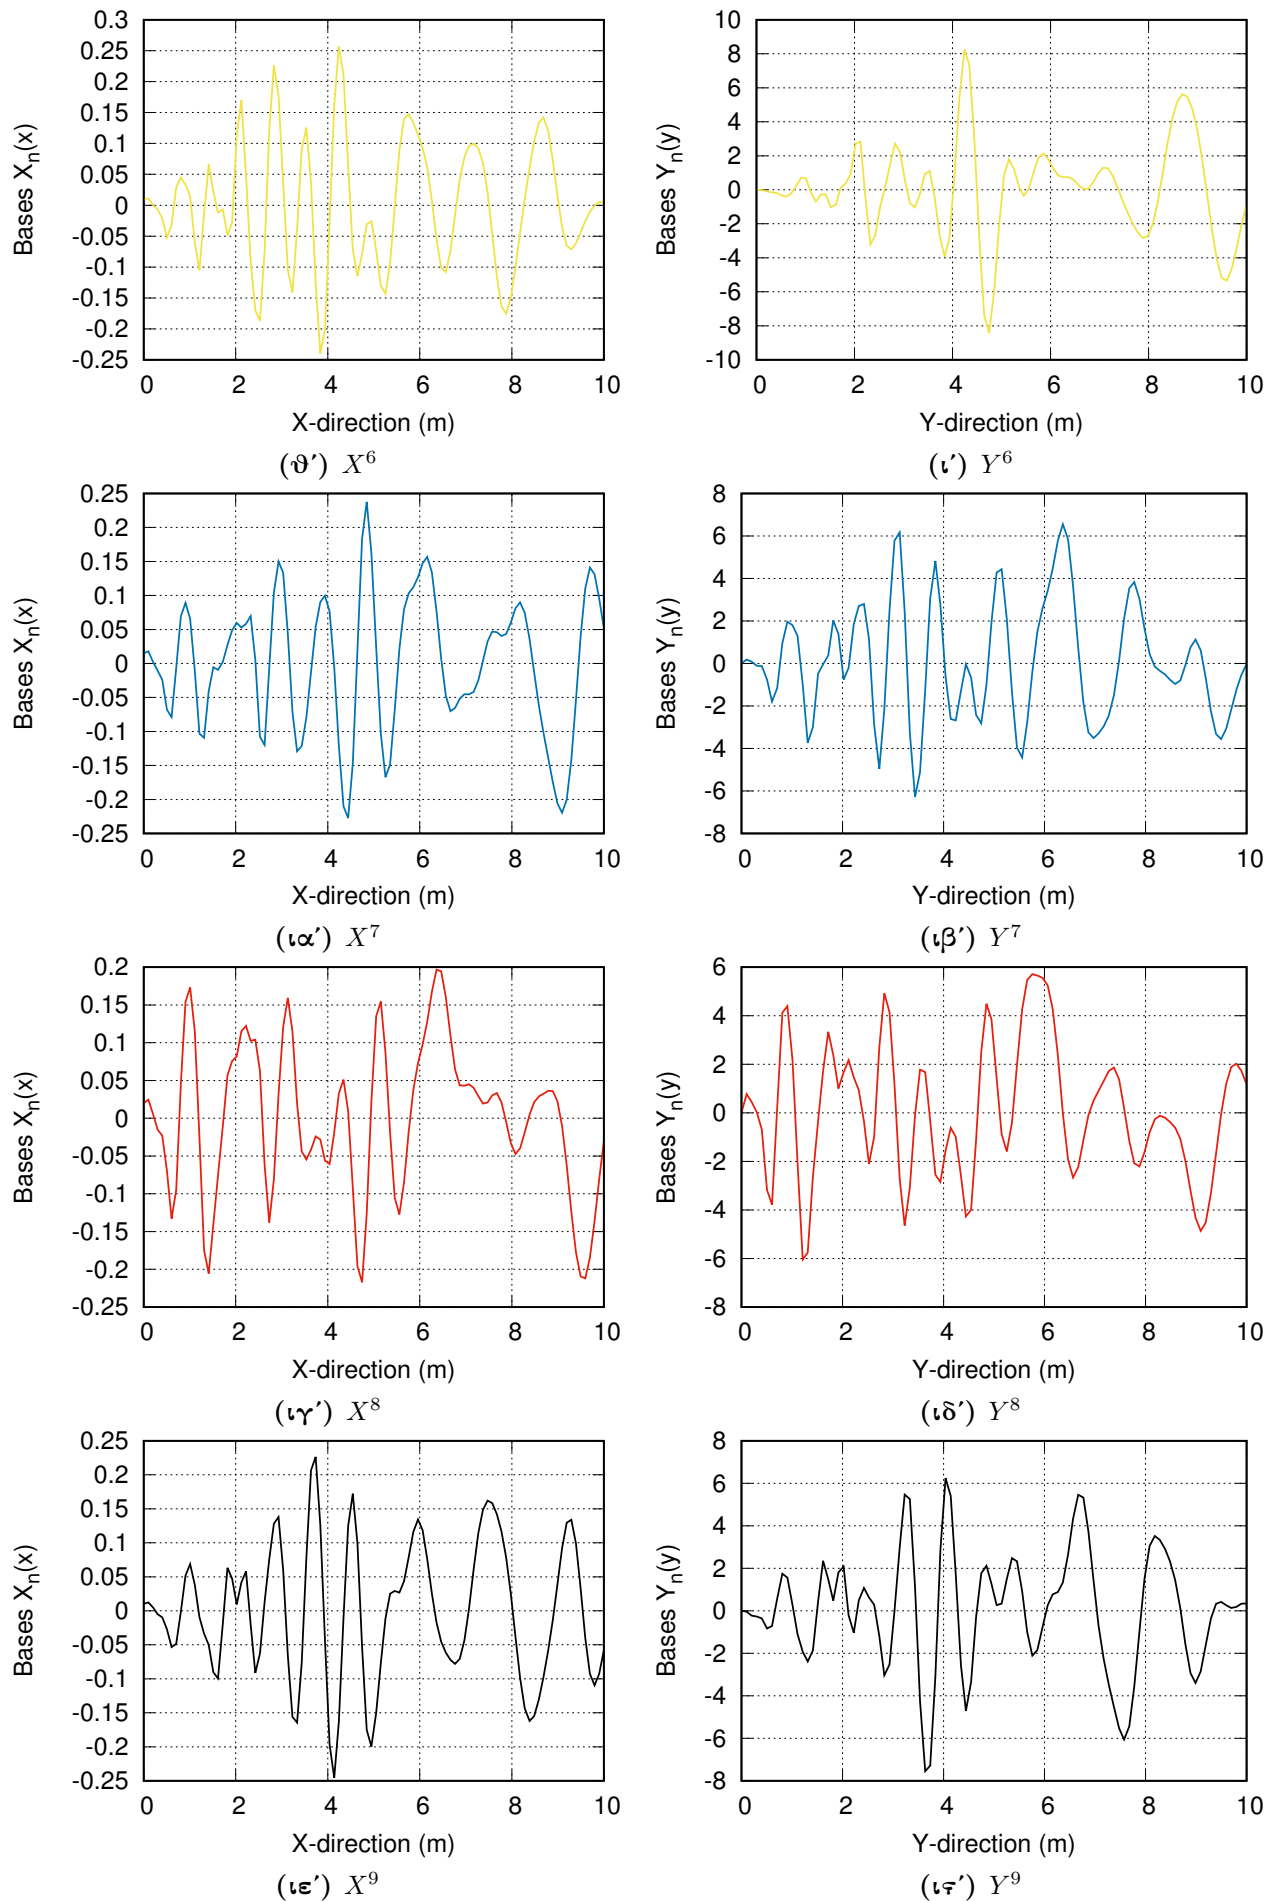 0.3
0.25
0.2
0.15
0.1
0.05
0
-0.05
-0.1
-0.15
-0.2
-0.25
Bases Xn(x)
0 2 4 6 8 10
X-direction (m)
(ϑ′) X^6
10
8
6
4
2
0
-2
-4
-6
-8
-10
Bases Yn(y)
0 2 4 6 8 10
Y-direction (m)
(ι′) Y^6
0.25
0.2
0.15
0.1
0.05
0
-0.05
-0.1
-0.15
-0.2
-0.25
Bases Xn(x)
0 2 4 6 8 10
X-direction (m)
(ια′) X^7
8
6
4
2
0
-2
-4
-6
-8
Bases Yn(y)
0 2 4 6 8 10
Y-direction (m)
(ιβ′) Y^7
0.2
0.15
0.1
0.05
0
-0.05
-0.1
-0.15
-0.2
-0.25
Bases Xn(x)
0 2 4 6 8 10
X-direction (m)
(ιγ′) X^8
6
4
2
0
-2
-4
-6
-8
Bases Yn(y)
0 2 4 6 8 10
Y-direction (m)
(ιδ′) Y^8
0.25
0.2
0.15
0.1
0.05
0
-0.05
-0.1
-0.15
-0.2
-0.25
Bases Xn(x)
0 2 4 6 8 10
X-direction (m)
(ιε′) X^9
8
6
4
2
0
-2
-4
-6
-8
Bases Yn(y)
0 2 4 6 8 10
Y-direction (m)
(ιϛ′) Y^9